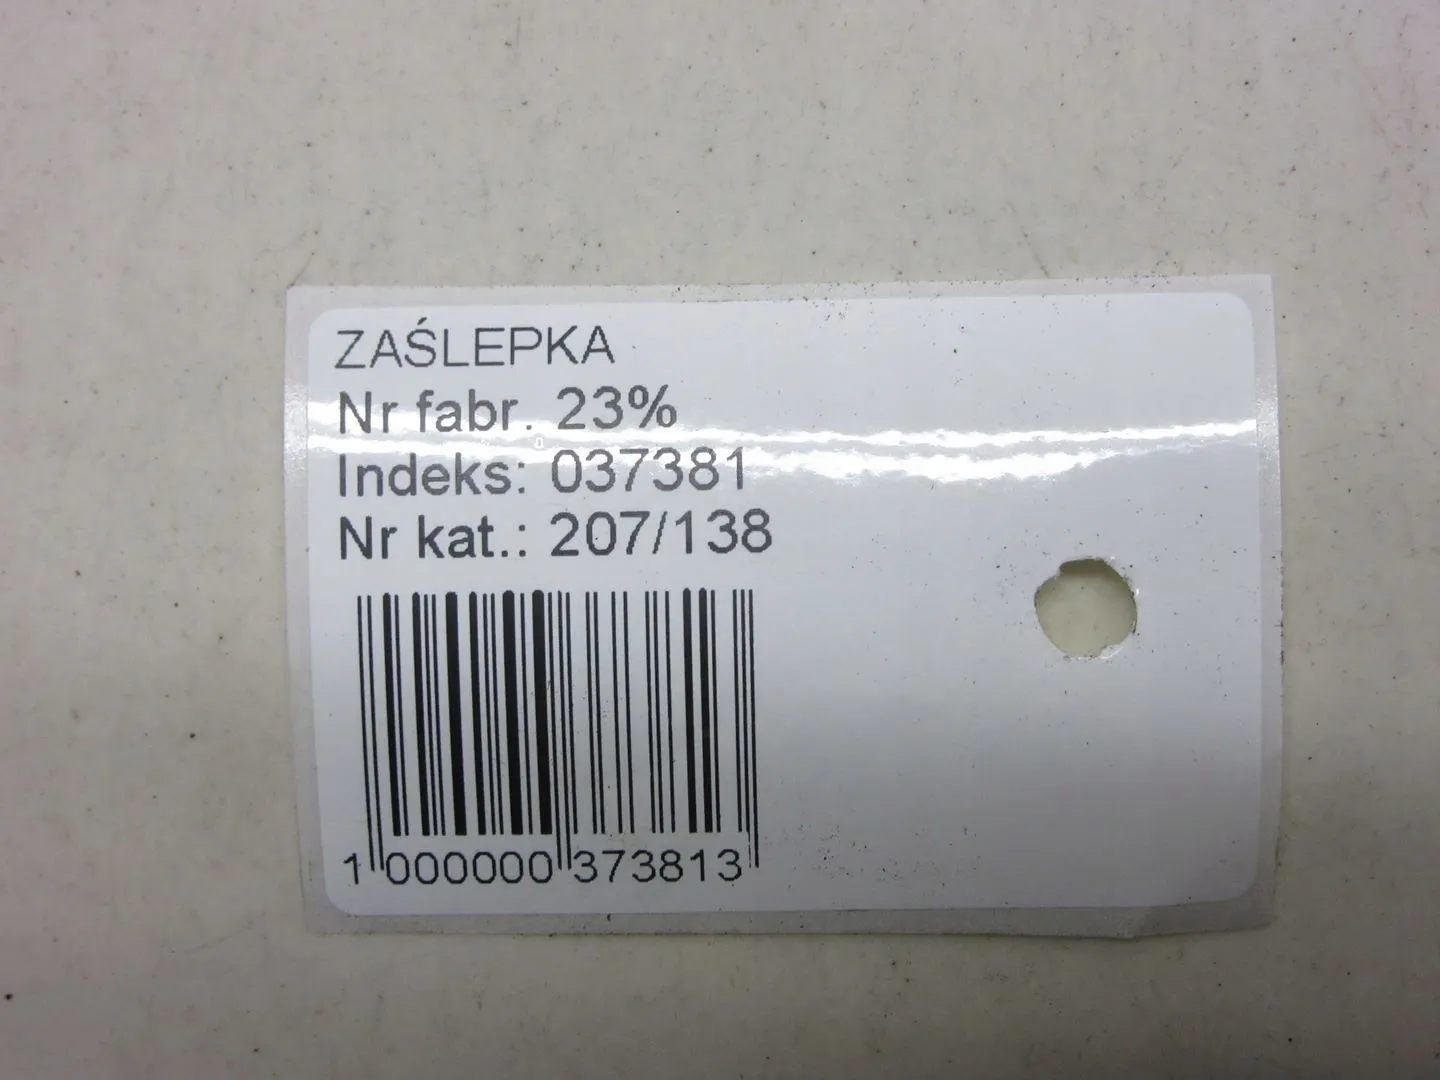 ZAŚLEPKA
Nr fabr. 23%
Indeks: 037381
Nr kat.: 207/138
1 000000 373813